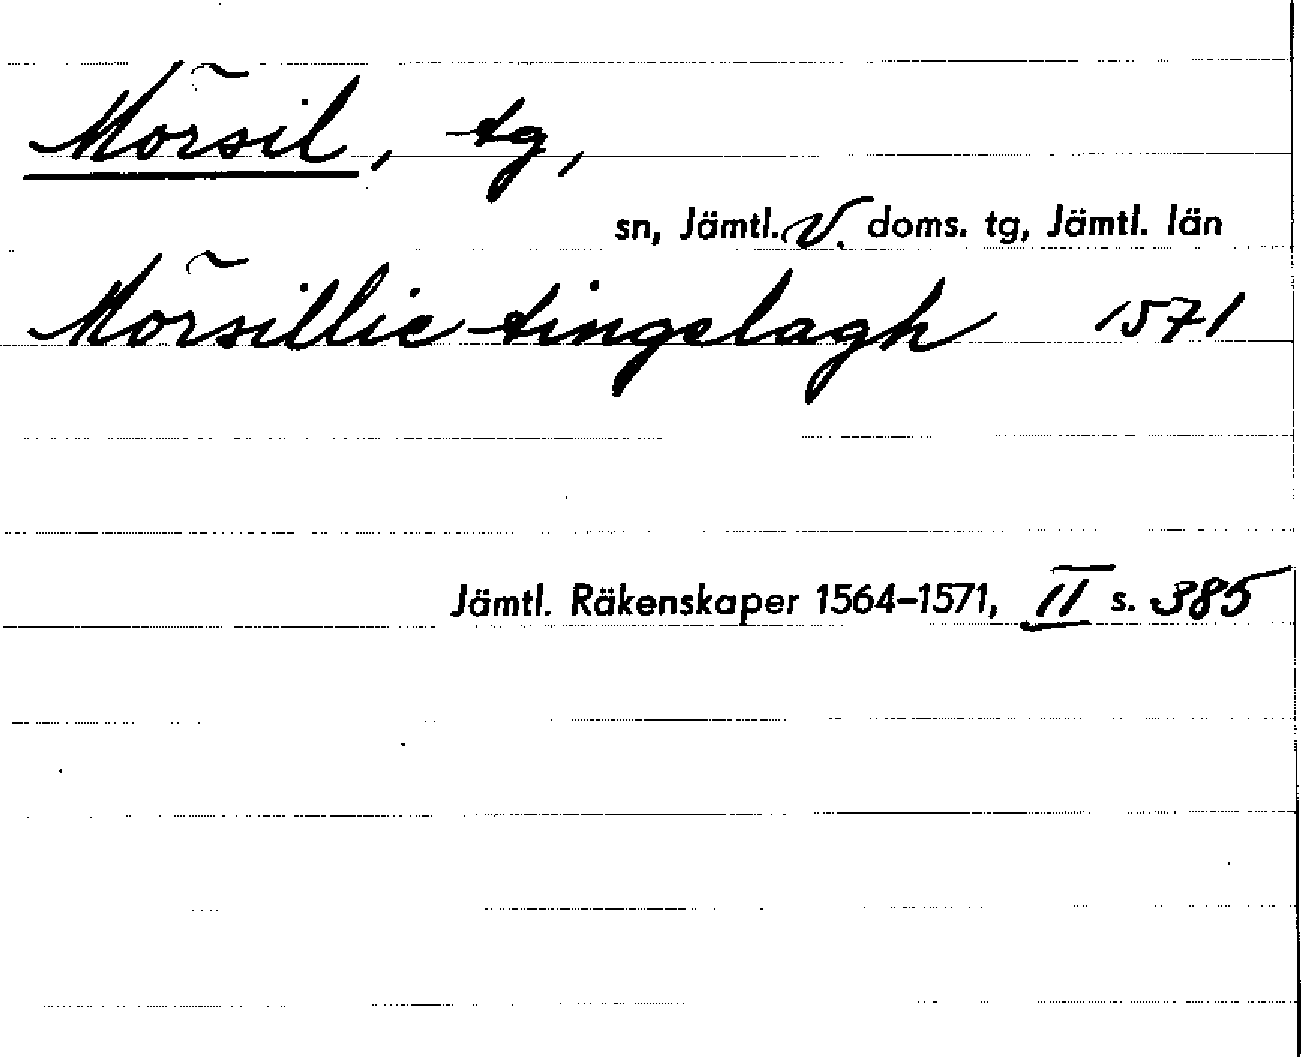 Mörsil, tg,
sn, Jämtl. V. doms. tg, Jämtl. län
Mörsillie tingelagh 1571
Jämtl. Räkenskaper 1564-1571, II s. 385